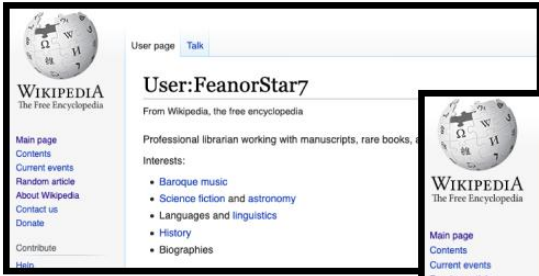 WIKIPEDIA
The Free Encyclopedia
Main page
Contents
Current events
Random article
About Wikipedia
Contact us
Donate
Contribute
Help
User page Talk
User:FeanorStar7
From Wikipedia, the free encyclopedia
Professional librarian working with manuscripts, rare books,
Interests:
• Baroque music
• Science fiction and astronomy
• Languages and linguistics
• History
• Biographies
WIKIPEDIA
The Free Encyclopedia
Main page
Contents
Current events